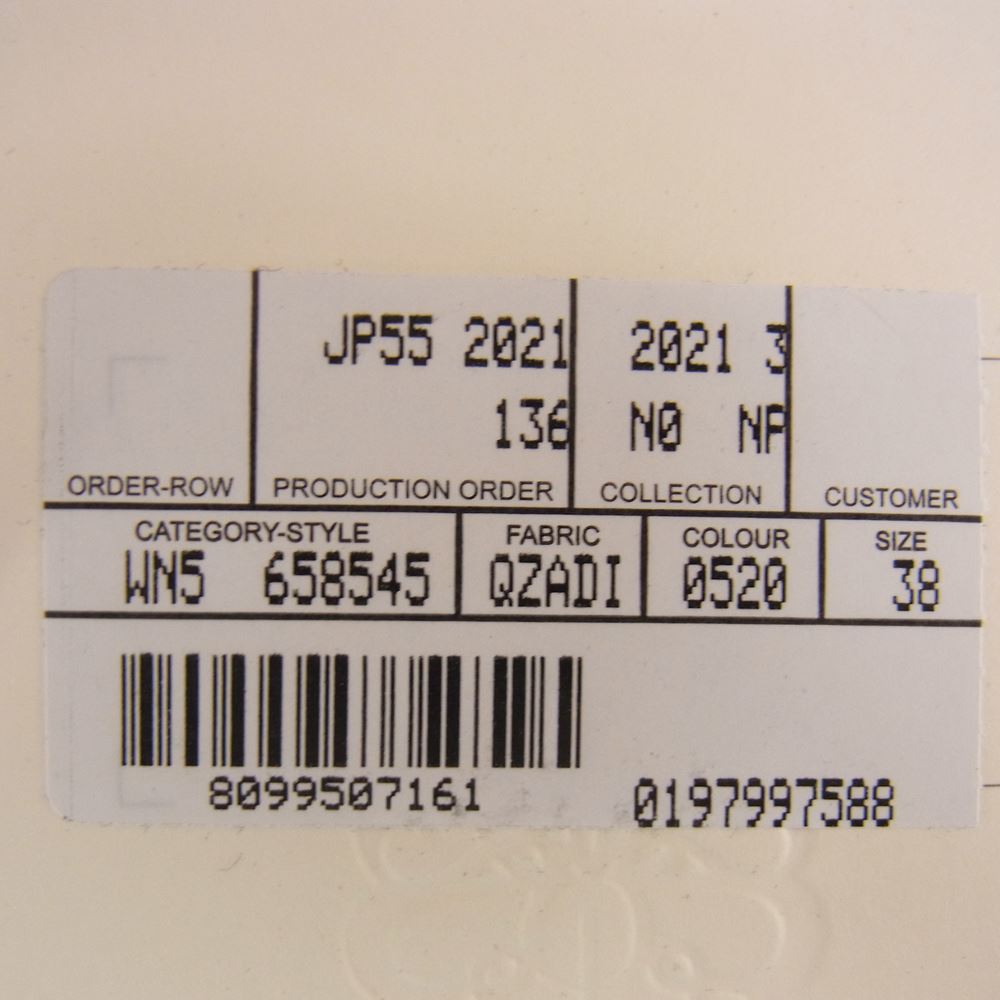 JP55 2021 2021 3
136 N0 NP
ORDER-ROW PRODUCTION ORDER COLLECTION CUSTOMER
CATEGORY-STYLE FABRIC COLOUR SIZE
WN5 658545 QZADI 0520 38
8099507161 0197997588